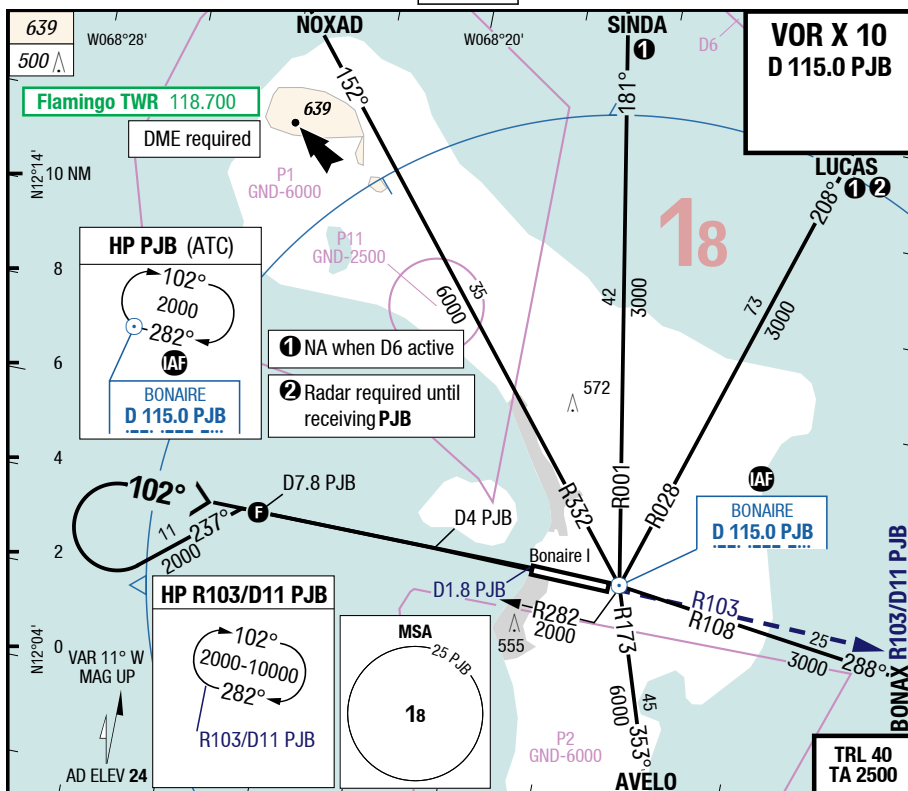 639
500
W068°28'
NOXAD
W068°20'
SINDA
1
D6
VOR X 10
D 115.0 PJB
Flamingo TWR 118.700
DME required
639
152°
181°
LUCAS
1 2
208°
N12°14'
10 NM
P1
GND-6000
P11
GND-2500
18
HP PJB (ATC)
102°
2000
282°
IAF
BONAIRE
D 115.0 PJB
8
6
4
2
0
35
6000
42
3000
73
3000
1 NA when D6 active
2 Radar required until
receiving PJB
572
102°
D7.8 PJB
F
11
237°
2000
D4 PJB
R332
R001
R028
IAF
BONAIRE
D 115.0 PJB
Bonaire I
D1.8 PJB
R282
2000
555
R173
R103
R108
25
3000
288°
BONAX R103/D11 PJB
N12°04'
HP R103/D11 PJB
102°
2000-10000
282°
R103/D11 PJB
MSA
25 PJB
18
VAR 11° W
MAG UP
AD ELEV 24
45
6000
353°
P2
GND-6000
AVELO
TRL 40
TA 2500